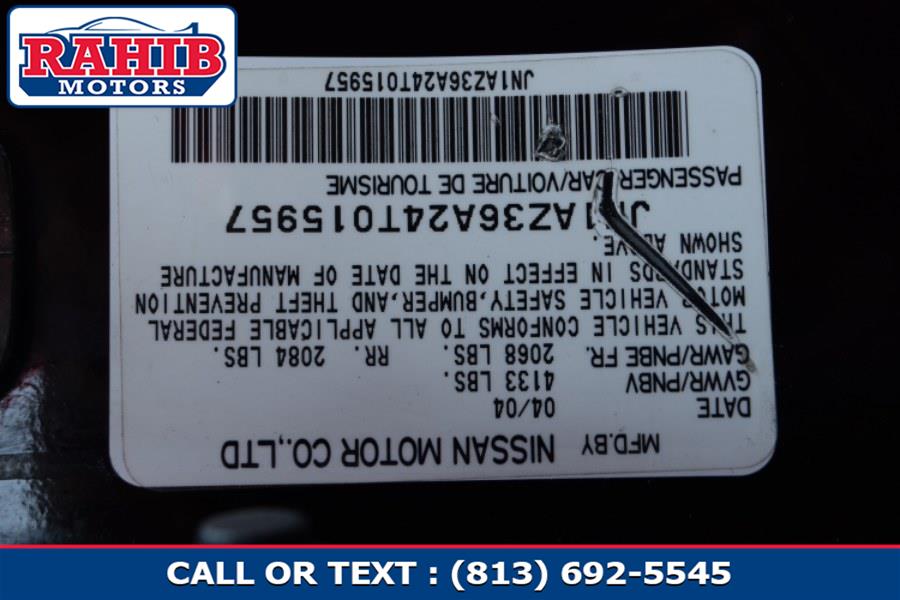 RAHIB
MOTORS
MFD.BY NISSAN MOTOR CO.,LTD
DATE 04/04
GVWR/PNBV 4133 LBS.
GAWR/PNBE FR. 2068 LBS. RR. 2084 LBS.
THIS VEHICLE CONFORMS TO ALL APPLICABLE FEDERAL
MOTOR VEHICLE SAFETY,BUMPER,AND THEFT PREVENTION
STANDARDS IN EFFECT ON THE DATE OF MANUFACTURE
SHOWN ABOVE.
JN1AZ36A24T015957
PASSENGER CAR/VOITURE DE TOURISME
JN1AZ36A24T015957
CALL OR TEXT : (813) 692-5545